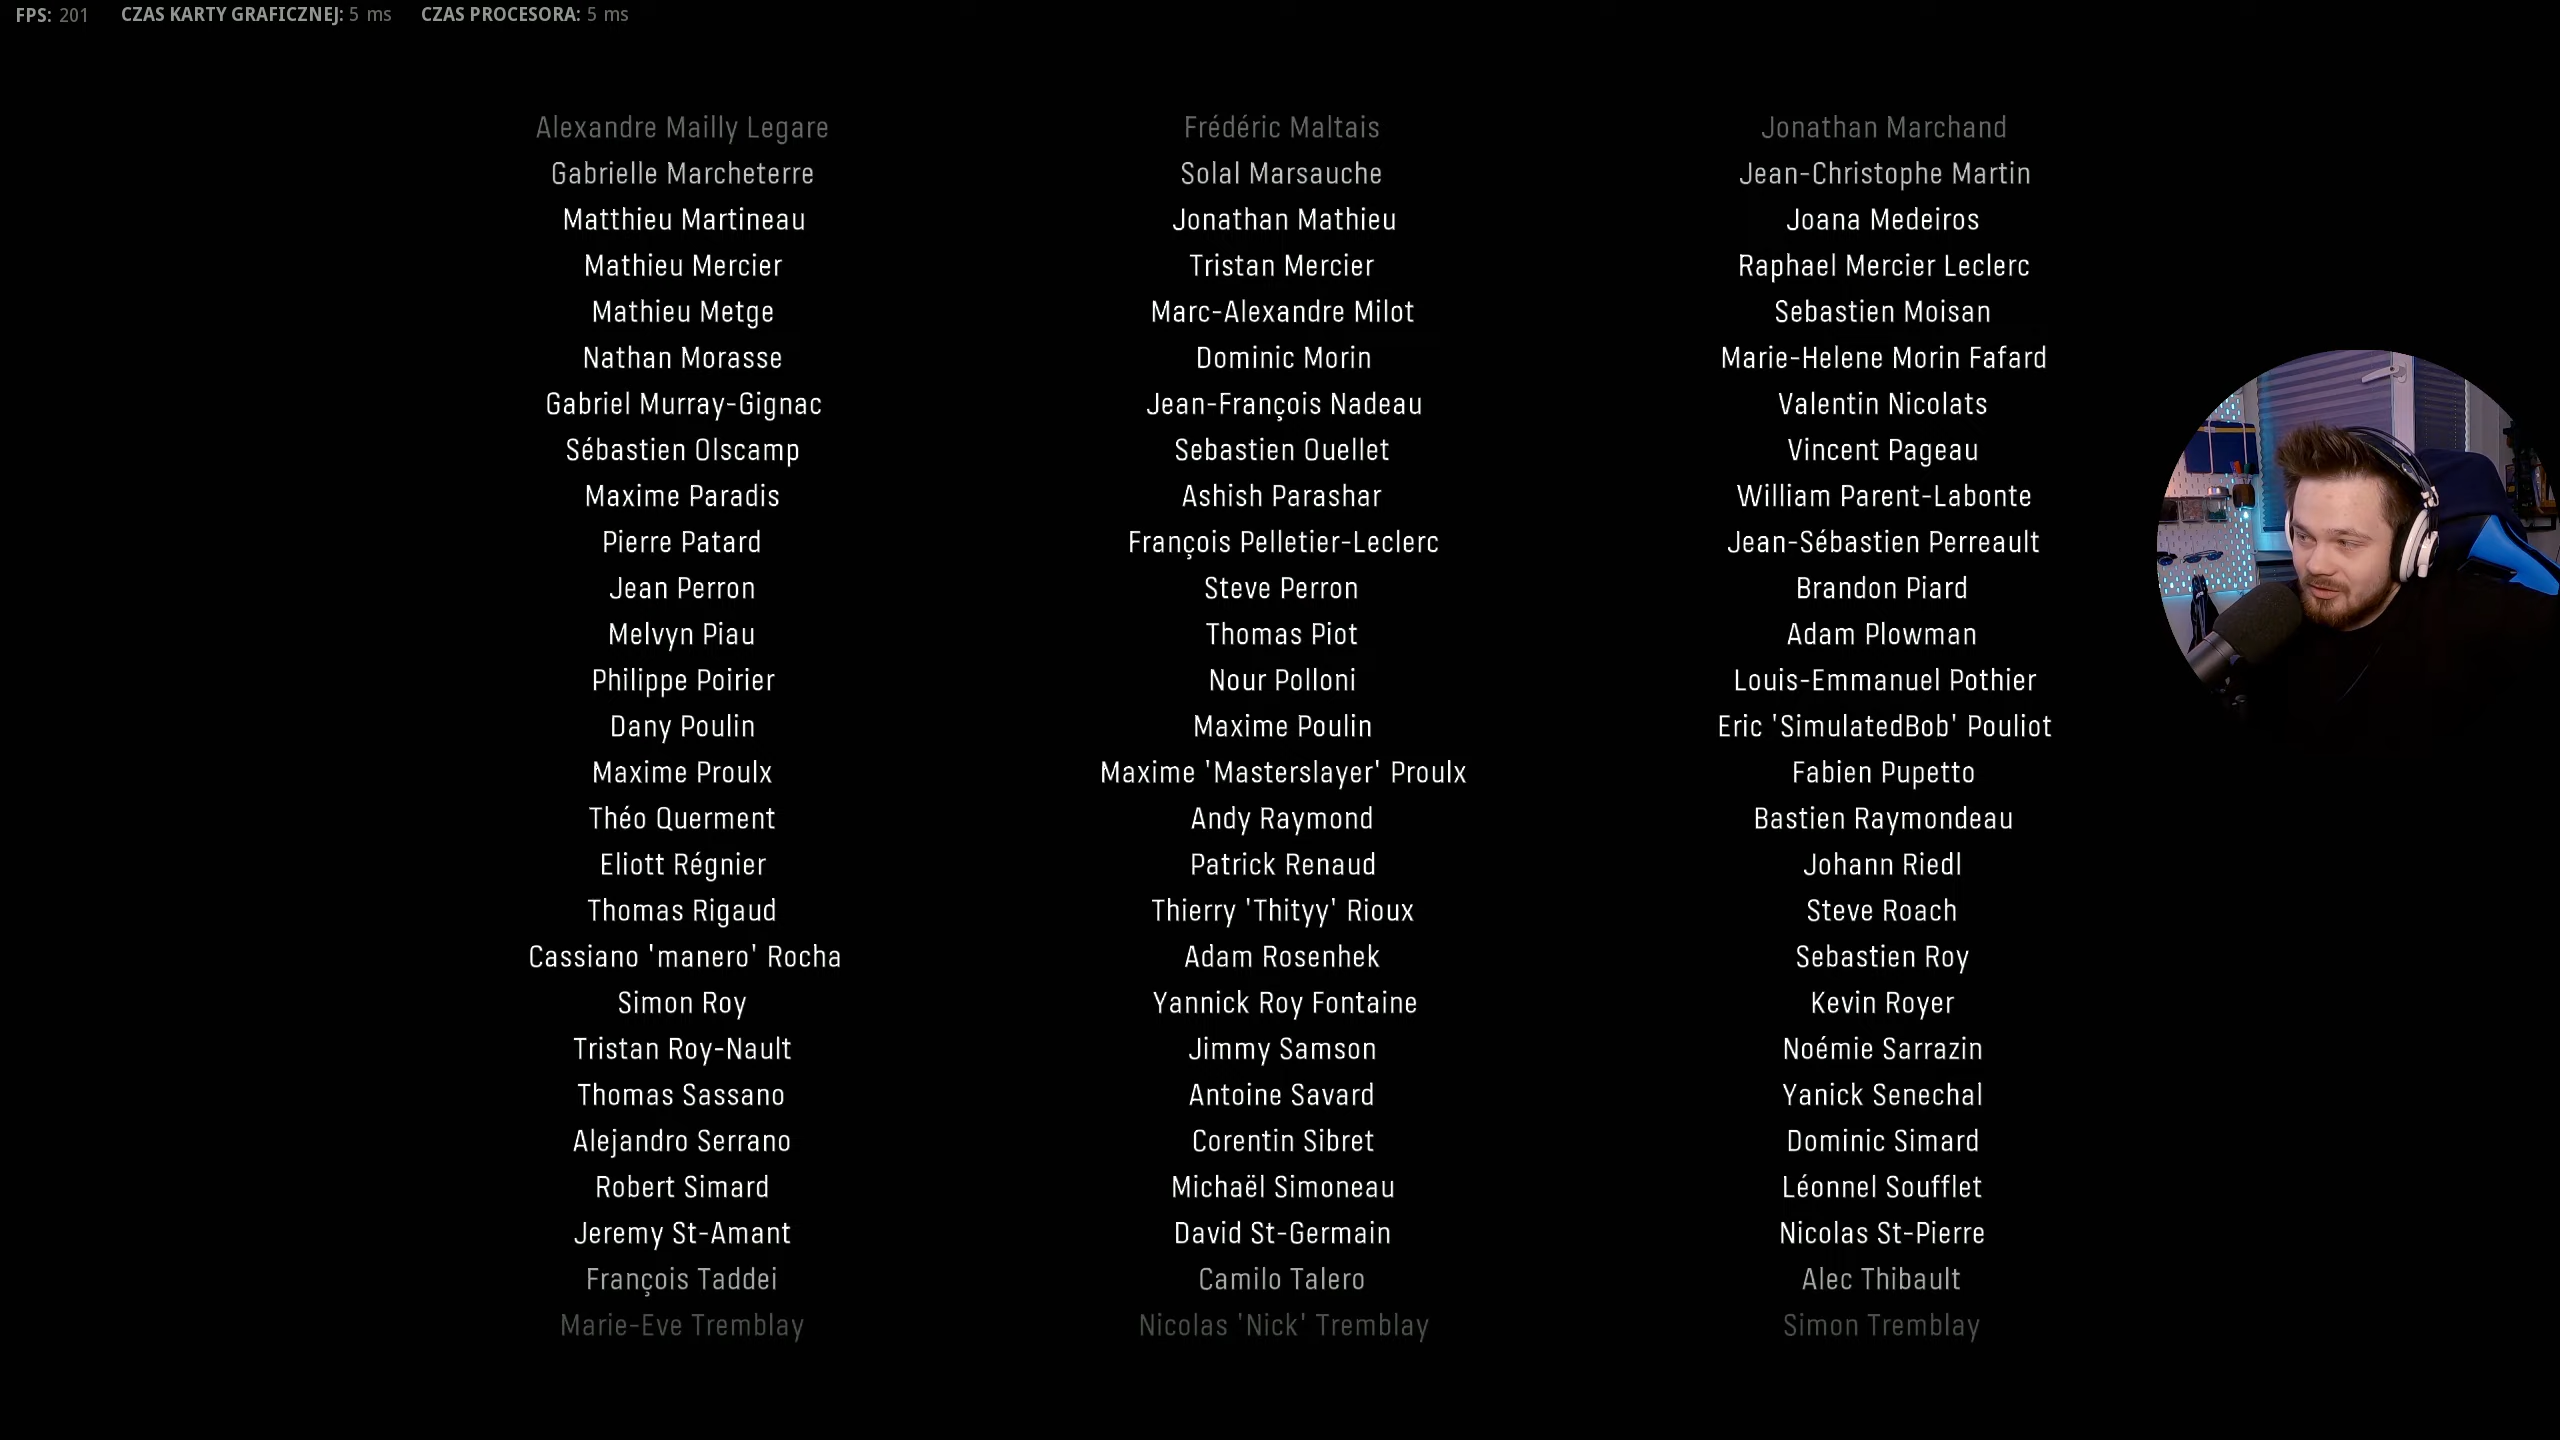 FPS: 201 CZAS KARTY GRAFICZNEJ: 5 ms CZAS PROCESORA: 5 ms
Alexandre Mailly Legare Frédéric Maltais Jonathan Marchand
Gabrielle Marcheterre Solal Marsauche Jean-Christophe Martin
Matthieu Martineau Jonathan Mathieu Joana Medeiros
Mathieu Mercier Tristan Mercier Raphael Mercier Leclerc
Mathieu Metge Marc-Alexandre Milot Sebastien Moisan
Nathan Morasse Dominic Morin Marie-Helene Morin Fafard
Gabriel Murray-Gignac Jean-François Nadeau Valentin Nicolats
Sébastien Olscamp Sebastien Ouellet Vincent Pageau
Maxime Paradis Ashish Parashar William Parent-Labonte
Pierre Patard François Pelletier-Leclerc Jean-Sébastien Perreault
Jean Perron Steve Perron Brandon Piard
Melvyn Piau Thomas Piot Adam Plowman
Philippe Poirier Nour Polloni Louis-Emmanuel Pothier
Dany Poulin Maxime Poulin Eric 'SimulatedBob' Pouliot
Maxime Proulx Maxime 'Masterslayer' Proulx Fabien Pupetto
Théo Querment Andy Raymond Bastien Raymondeau
Eliott Régnier Patrick Renaud Johann Riedl
Thomas Rigaud Thierry 'Thityy' Rioux Steve Roach
Cassiano 'manero' Rocha Adam Rosenhek Sebastien Roy
Simon Roy Yannick Roy Fontaine Kevin Royer
Tristan Roy-Nault Jimmy Samson Noémie Sarrazin
Thomas Sassano Antoine Savard Yanick Senechal
Alejandro Serrano Corentin Sibret Dominic Simard
Robert Simard Michaël Simoneau Léonnel Soufflet
Jeremy St-Amant David St-Germain Nicolas St-Pierre
François Taddei Camilo Talero Alec Thibault
Marie-Eve Tremblay Nicolas 'Nick' Tremblay Simon Tremblay